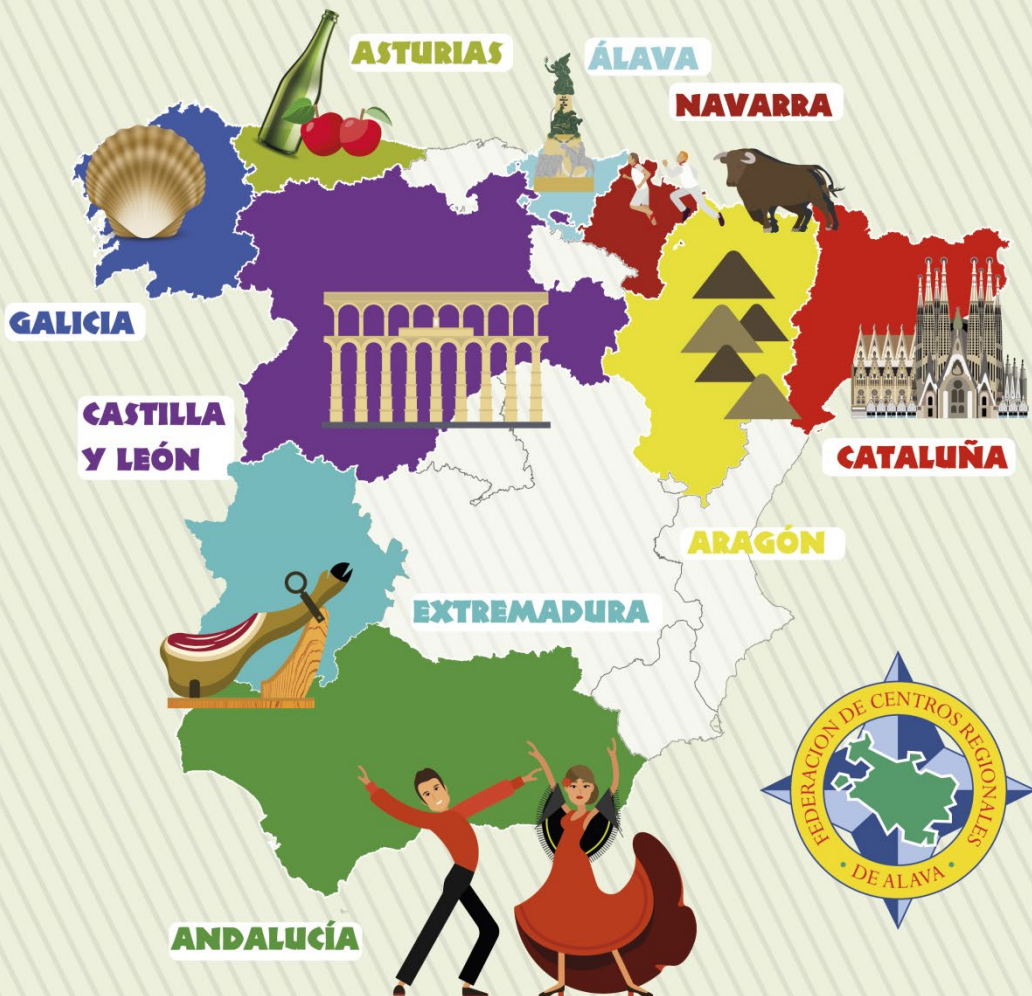 ASTURIAS
ÁLAVA
NAVARRA
GALICIA
CASTILLA
Y LEÓN
CATALUÑA
ARAGÓN
EXTREMADURA
ANDALUCÍA
FEDERACION DE CENTROS REGIONALES
• DE ALAVA •